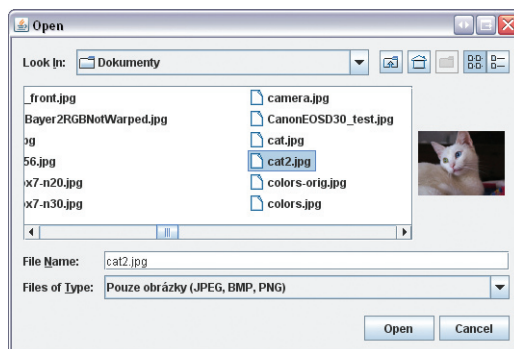 Open
Look In: Dokumenty
_front.jpg
Bayer2RGBNotWarped.jpg
og
56.jpg
x7-n20.jpg
x7-n30.jpg
camera.jpg
CanonEOSD30_test.jpg
cat.jpg
cat2.jpg
colors-orig.jpg
colors.jpg
File Name: cat2.jpg
Files of Type: Pouze obrázky (JPEG, BMP, PNG)
Open Cancel